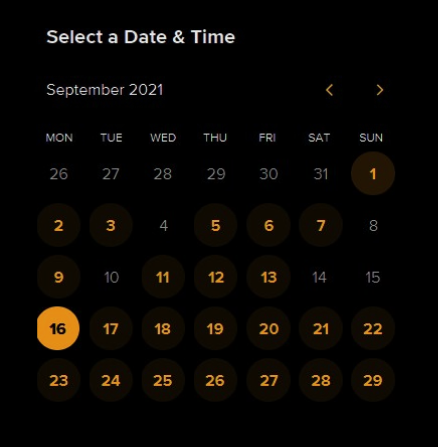 Select a Date & Time
September 2021 < >
MON TUE WED THU FRI SAT SUN
26 27 28 29 30 31 1
2 3 4 5 6 7 8
9 10 11 12 13 14 15
16 17 18 19 20 21 22
23 24 25 26 27 28 29